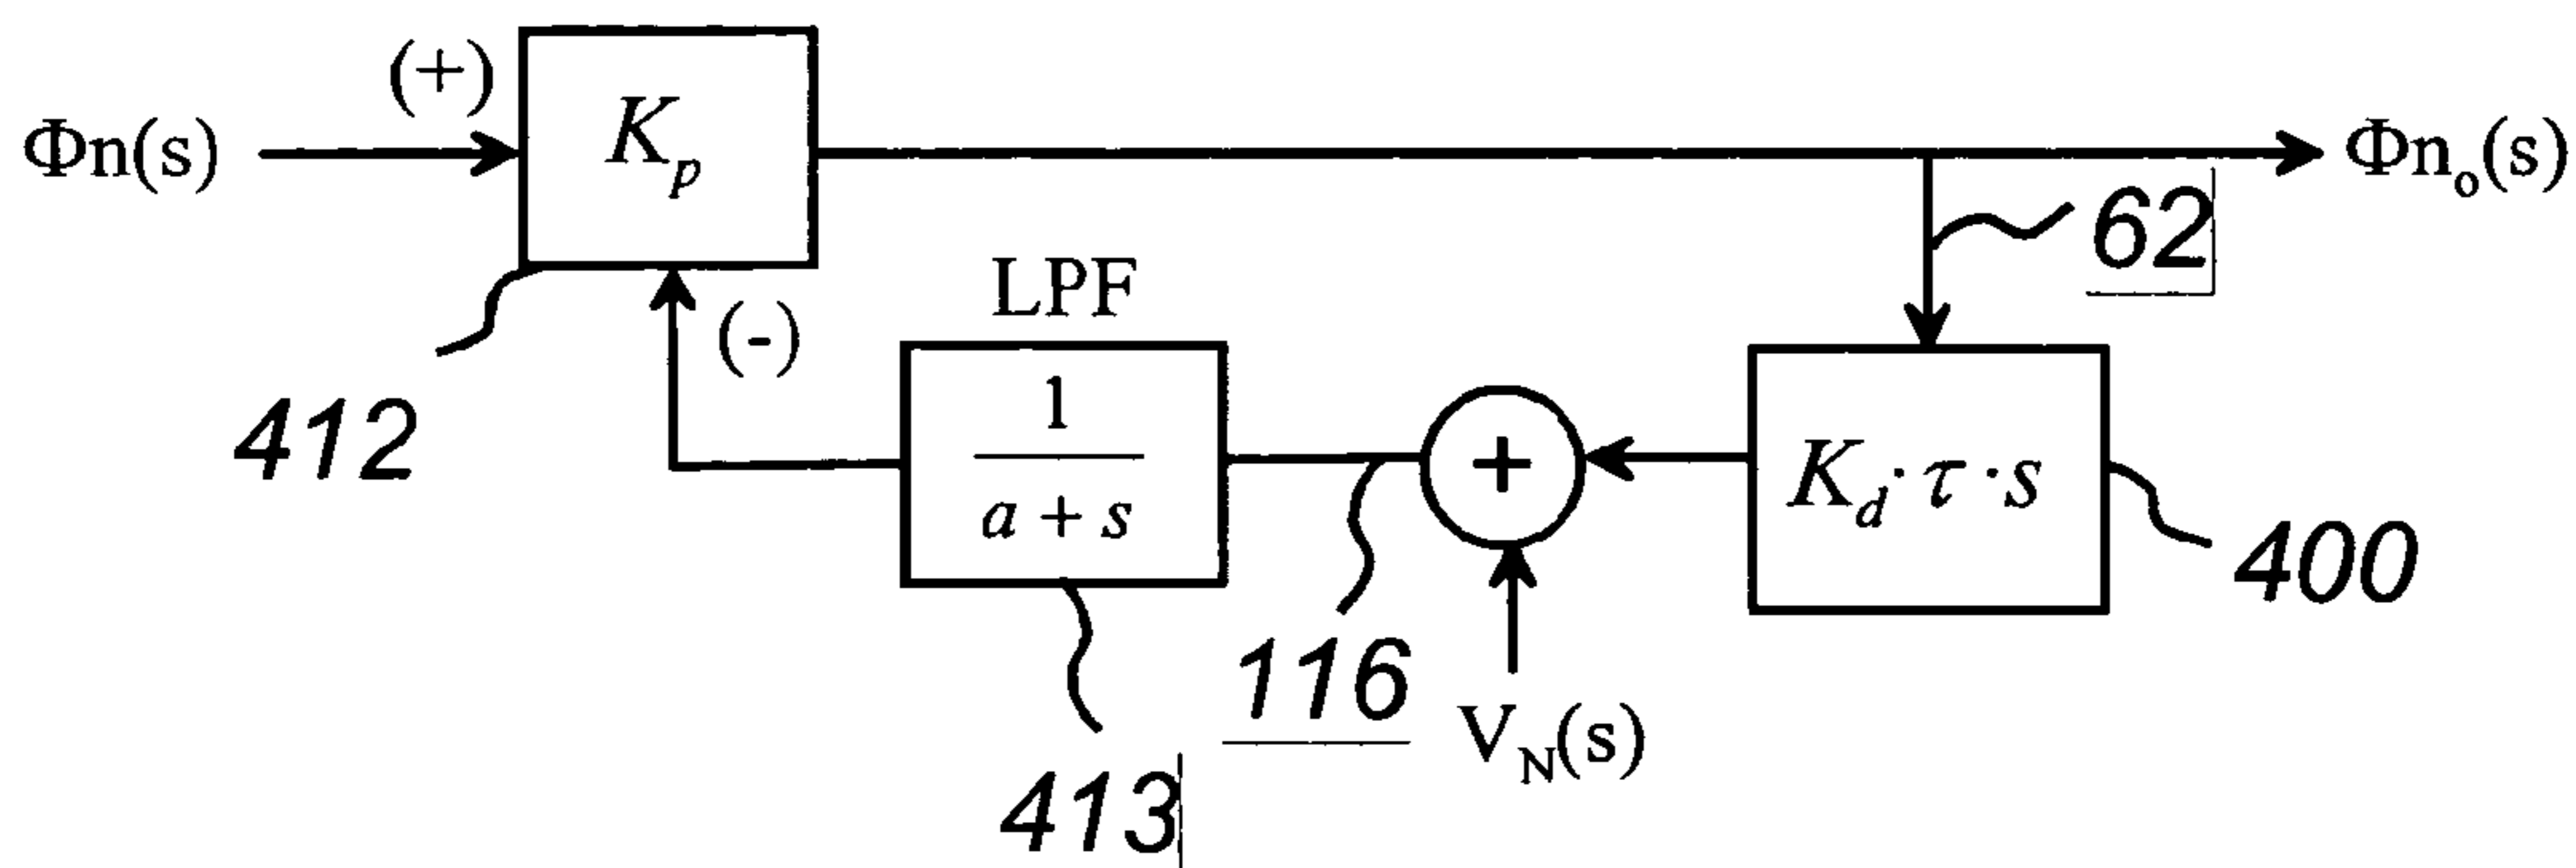 (+)
Φn(s)
K_p
Φn_o(s)
62
LPF
(-)
412
1
a + s
+
K_d · τ · s
400
116
V_N(s)
413